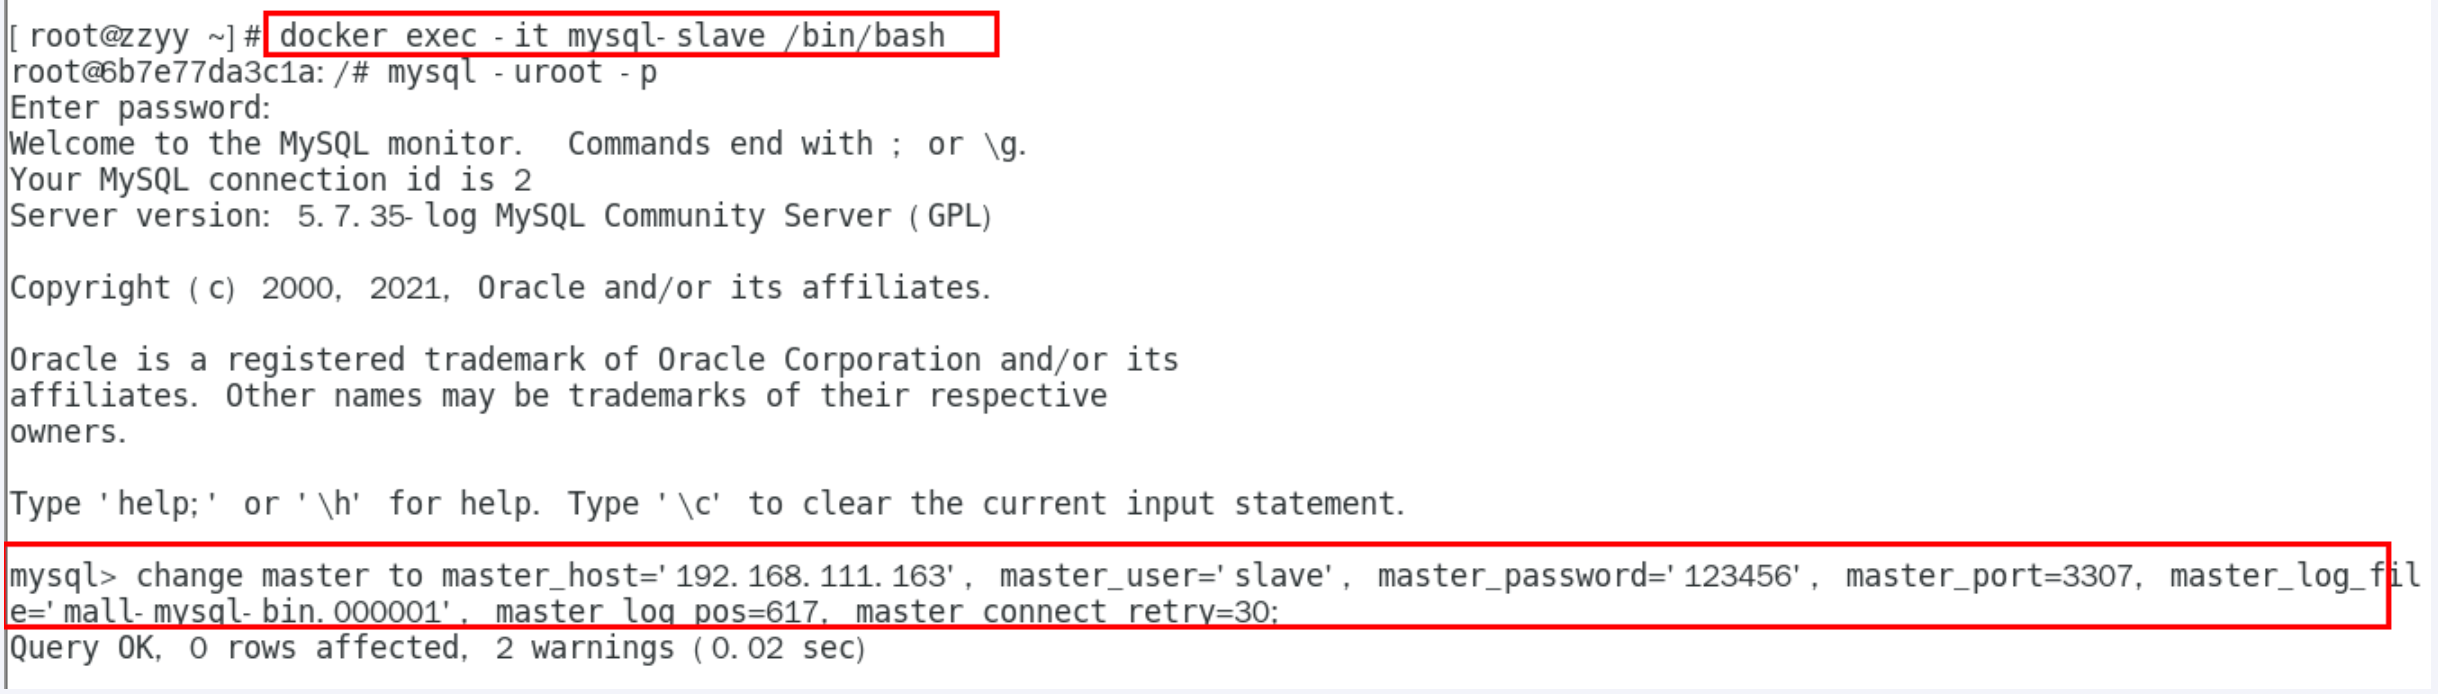 [root@zzyy ~]# docker exec -it mysql-slave /bin/bash
root@6b7e77da3c1a:/# mysql -uroot -p
Enter password:
Welcome to the MySQL monitor.  Commands end with ; or \g.
Your MySQL connection id is 2
Server version: 5.7.35-log MySQL Community Server (GPL)
Copyright (c) 2000, 2021, Oracle and/or its affiliates.
Oracle is a registered trademark of Oracle Corporation and/or its
affiliates. Other names may be trademarks of their respective
owners.
Type 'help;' or '\h' for help. Type '\c' to clear the current input statement.
mysql> change master to master_host='192.168.111.163', master_user='slave', master_password='123456', master_port=3307, master_log_fil
e='mall-mysql-bin.000001', master_log_pos=617, master_connect_retry=30;
Query OK, 0 rows affected, 2 warnings (0.02 sec)